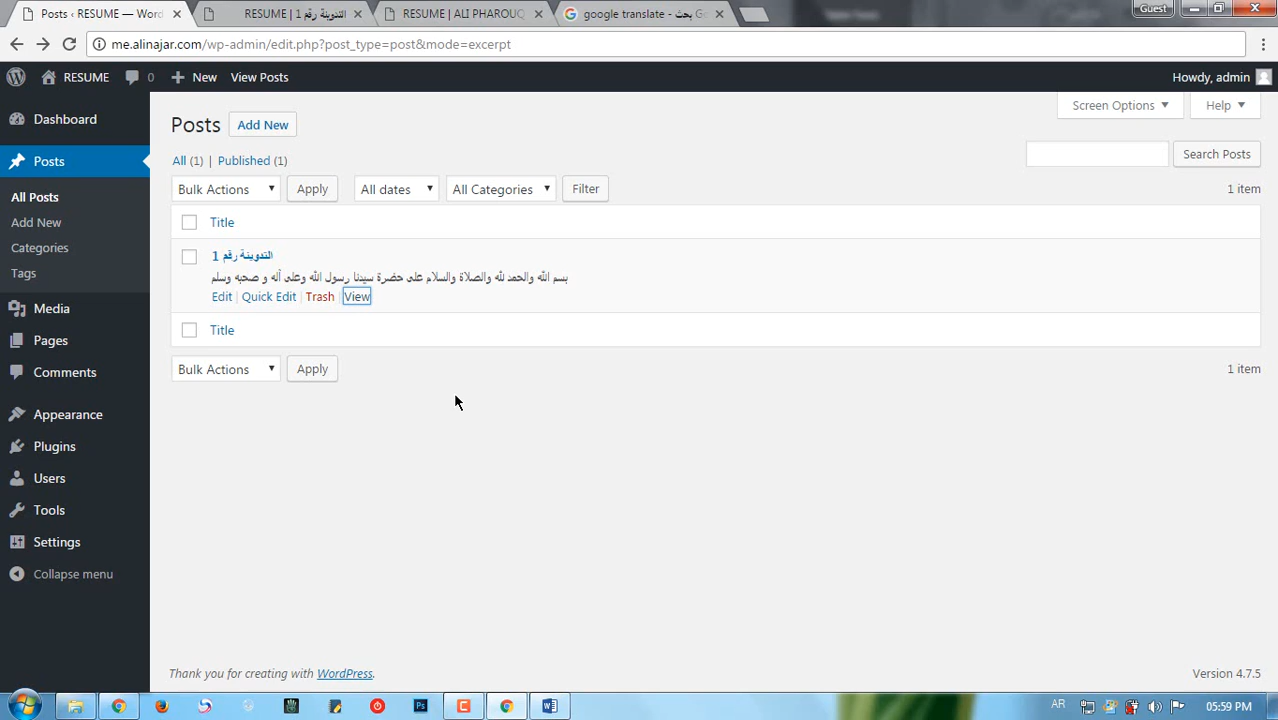 Posts ‹ RESUME — Word
RESUME | التدوينة رقم 1
RESUME | ALI PHAROUQ
google translate - بحث Go
Guest
me.alinajar.com/wp-admin/edit.php?post_type=post&mode=excerpt
RESUME
0
New
View Posts
Howdy, admin
Dashboard
Posts
All Posts
Add New
Categories
Tags
Media
Pages
Comments
Appearance
Plugins
Users
Tools
Settings
Collapse menu
Screen Options
Help
Posts
Add New
All (1) | Published (1)
Search Posts
Bulk Actions
Apply
All dates
All Categories
Filter
1 item
Title
التدوينة رقم 1
بسم الله والحمد لله والصلاة والسلام على حضرة سيدنا رسول الله وعلى آله و صحبه وسلم
Edit | Quick Edit | Trash | View
Title
Bulk Actions
Apply
1 item
Thank you for creating with WordPress.
Version 4.7.5
Ps
AR
05:59 PM